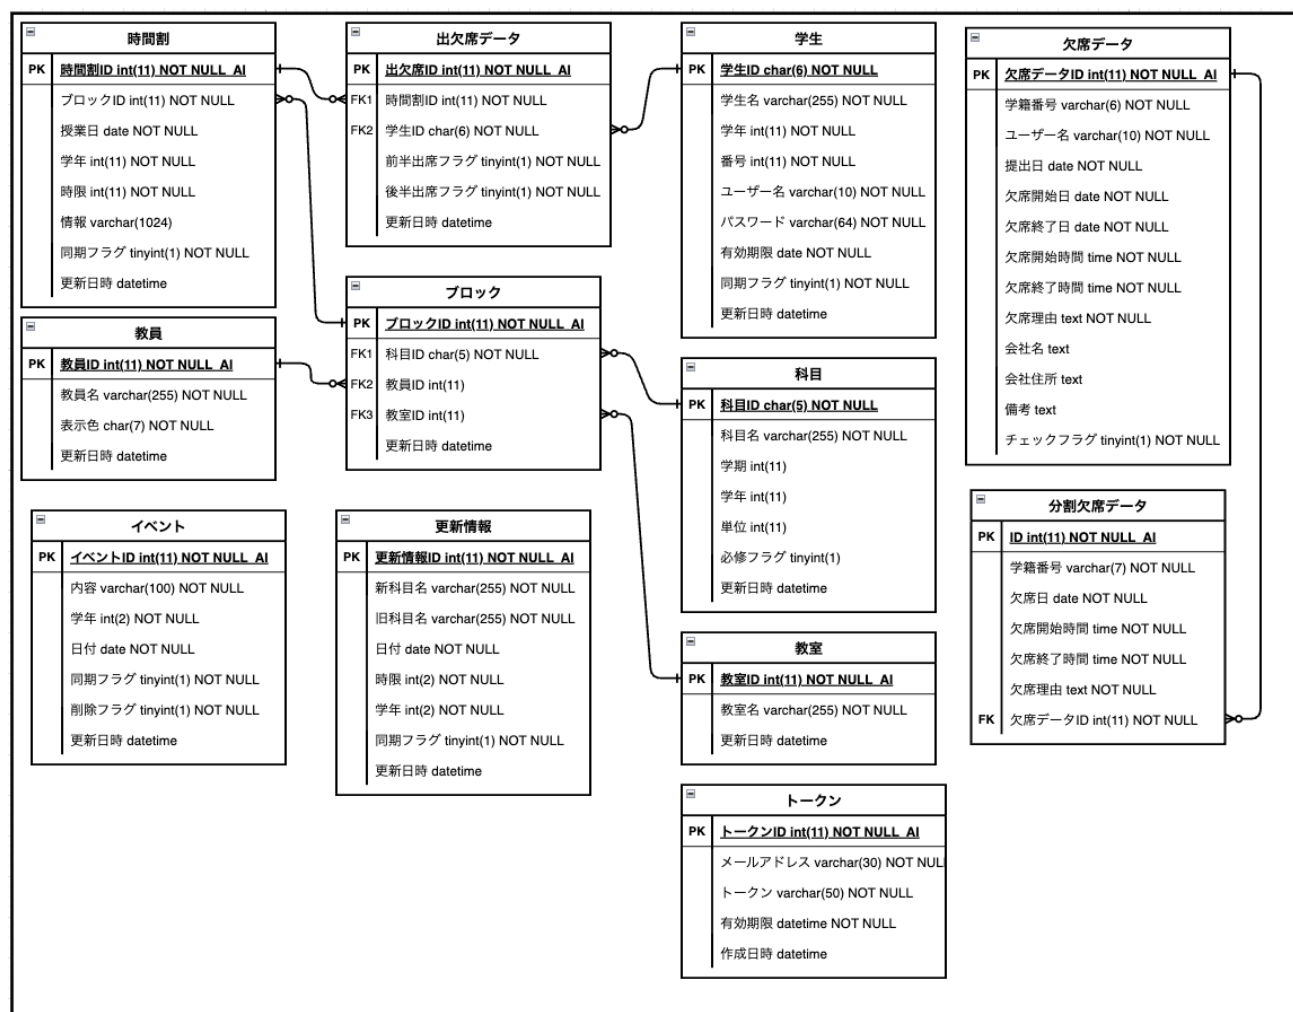 時間割
PK 時間割ID int(11) NOT NULL AI
ブロックID int(11) NOT NULL
授業日 date NOT NULL
学年 int(11) NOT NULL
時限 int(11) NOT NULL
情報 varchar(1024)
同期フラグ tinyint(1) NOT NULL
更新日時 datetime
出欠席データ
PK 出欠席ID int(11) NOT NULL AI
FK1 時間割ID int(11) NOT NULL
FK2 学生ID char(6) NOT NULL
前半出席フラグ tinyint(1) NOT NULL
後半出席フラグ tinyint(1) NOT NULL
更新日時 datetime
学生
PK 学生ID char(6) NOT NULL
学生名 varchar(255) NOT NULL
学年 int(11) NOT NULL
番号 int(11) NOT NULL
ユーザー名 varchar(10) NOT NULL
パスワード varchar(64) NOT NULL
有効期限 date NOT NULL
同期フラグ tinyint(1) NOT NULL
更新日時 datetime
欠席データ
PK 欠席データID int(11) NOT NULL AI
学籍番号 varchar(6) NOT NULL
ユーザー名 varchar(10) NOT NULL
提出日 date NOT NULL
欠席開始日 date NOT NULL
欠席終了日 date NOT NULL
欠席開始時間 time NOT NULL
欠席終了時間 time NOT NULL
欠席理由 text NOT NULL
会社名 text
会社住所 text
備考 text
チェックフラグ tinyint(1) NOT NULL
教員
PK 教員ID int(11) NOT NULL AI
教員名 varchar(255) NOT NULL
表示色 char(7) NOT NULL
更新日時 datetime
ブロック
PK ブロックID int(11) NOT NULL AI
FK1 科目ID char(5) NOT NULL
FK2 教員ID int(11)
FK3 教室ID int(11)
更新日時 datetime
科目
PK 科目ID char(5) NOT NULL
科目名 varchar(255) NOT NULL
学期 int(11)
学年 int(11)
単位 int(11)
必修フラグ tinyint(1)
更新日時 datetime
分割欠席データ
PK ID int(11) NOT NULL AI
学籍番号 varchar(7) NOT NULL
欠席日 date NOT NULL
欠席開始時間 time NOT NULL
欠席終了時間 time NOT NULL
欠席理由 text NOT NULL
FK 欠席データID int(11) NOT NULL
イベント
PK イベントID int(11) NOT NULL AI
内容 varchar(100) NOT NULL
学年 int(2) NOT NULL
日付 date NOT NULL
同期フラグ tinyint(1) NOT NULL
削除フラグ tinyint(1) NOT NULL
更新日時 datetime
更新情報
PK 更新情報ID int(11) NOT NULL AI
新科目名 varchar(255) NOT NULL
旧科目名 varchar(255) NOT NULL
日付 date NOT NULL
時限 int(2) NOT NULL
学年 int(2) NOT NULL
同期フラグ tinyint(1) NOT NULL
更新日時 datetime
教室
PK 教室ID int(11) NOT NULL AI
教室名 varchar(255) NOT NULL
更新日時 datetime
トークン
PK トークンID int(11) NOT NULL AI
メールアドレス varchar(30) NOT NUL
トークン varchar(50) NOT NULL
有効期限 datetime NOT NULL
作成日時 datetime